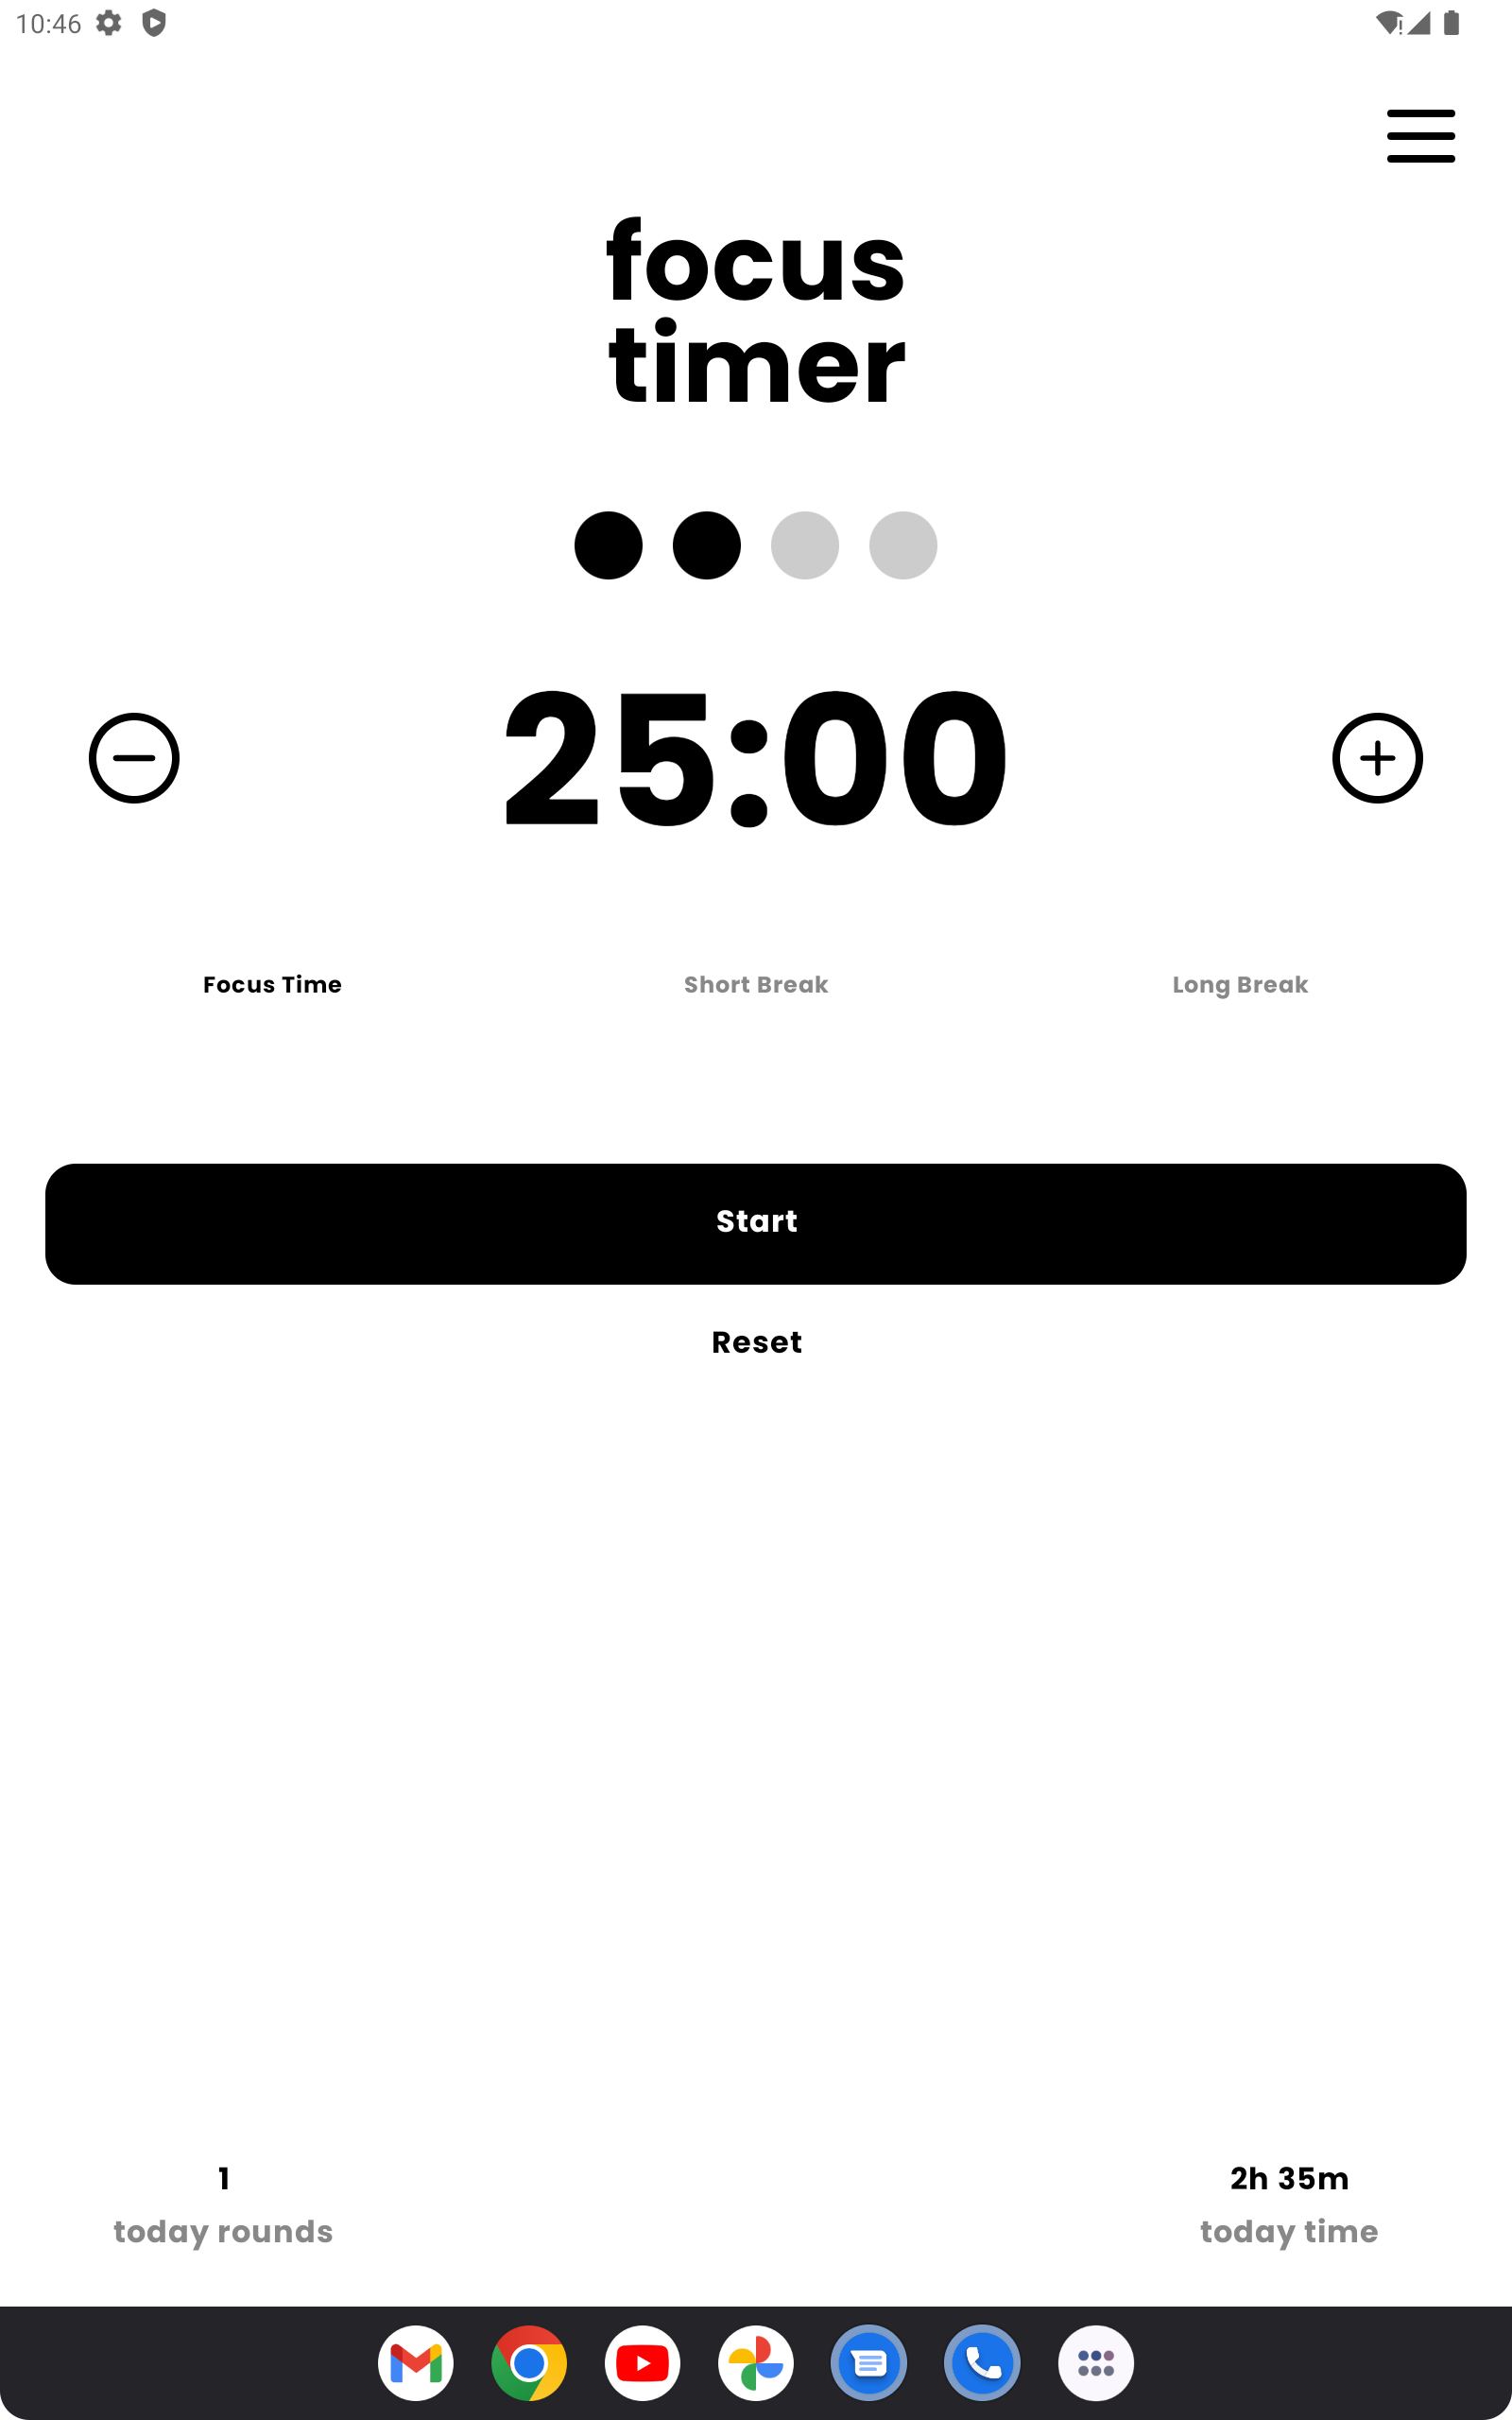 10:46
focus
timer
25:00
Focus Time
Short Break
Long Break
Start
Reset
1
today rounds
2h 35m
today time